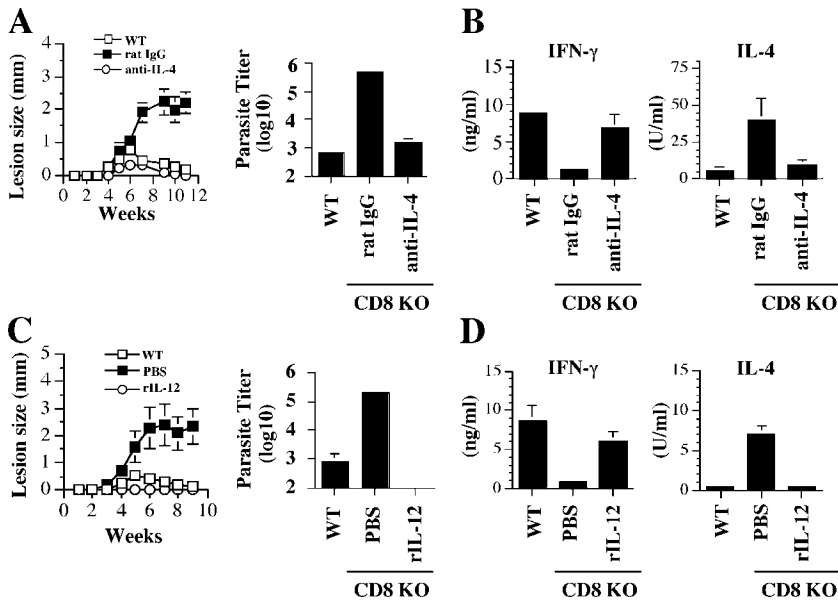 A
WT
rat IgG
anti-IL-4
Lesion size (mm)
4
3
2
1
0
0 2 4 6 8 10 12
Weeks
Parasite Titer
(log10)
6
5
4
3
2
WT
rat IgG
anti-IL-4
CD8 KO
B
IFN-γ
(ng/ml)
15
10
5
0
WT
rat IgG
anti-IL-4
CD8 KO
IL-4
(U/ml)
75
50
25
0
WT
rat IgG
anti-IL-4
CD8 KO
C
WT
PBS
rIL-12
Lesion size (mm)
5
4
3
2
1
0
0 2 4 6 8 10
Weeks
Parasite Titer
(log10)
6
5
4
3
2
WT
PBS
rIL-12
CD8 KO
D
IFN-γ
(ng/ml)
15
10
5
0
WT
PBS
rIL-12
CD8 KO
IL-4
(U/ml)
15
10
5
0
WT
PBS
rIL-12
CD8 KO